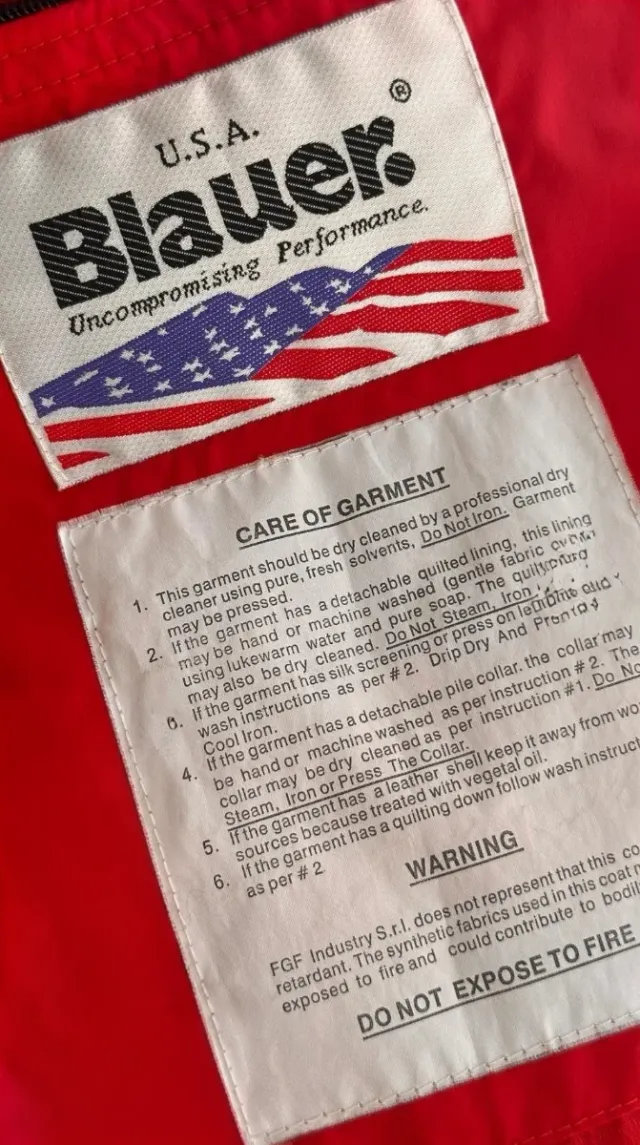 ®
U.S.A.
Blauer.
Uncompromising Performance.
CARE OF GARMENT
1. This garment should be dry cleaned by a professional dry
cleaner using pure, fresh solvents, Do Not Iron. Garment
may be pressed.
2. If the garment has a detachable quilted lining, this lining
may be hand or machine washed (gentle fabric
using lukewarm water and pure soap. The
may also be dry cleaned. Do Not Steam, Iron
If the garment has silk screening or press on
wash instructions as per # 2. Drip Dry And
Cool Iron.
4. If the garment has a detachable pile collar. the collar may
be hand or machine washed as per instruction # 2. The
collar may be dry cleaned as per instruction #1. Do
Steam, Iron or Press The Collar.
5. If the garment has a leather shell keep it away from
sources because treated with vegetal oil.
6. If the garment has a quilting down follow wash
as per # 2
WARNING
FGF Industry S.r.l. does not represent that this
retardant. The synthetic fabrics used in this coat
exposed to fire and could contribute to
DO NOT EXPOSE TO FIRE